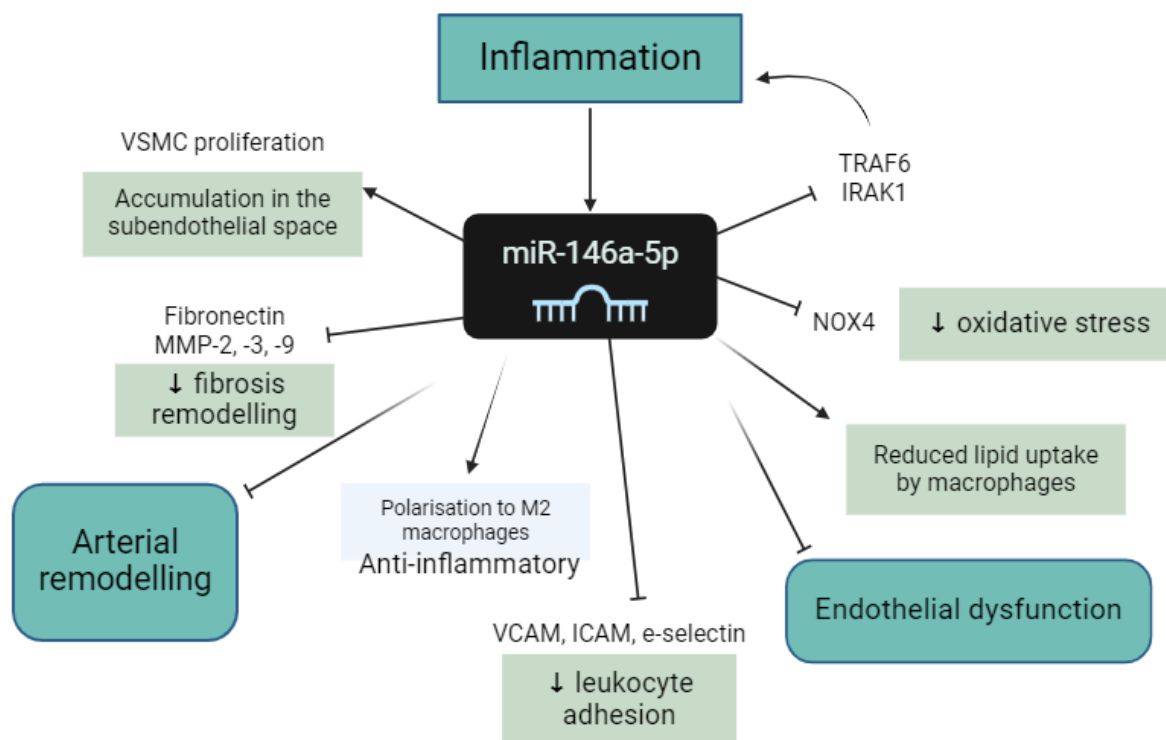 Inflammation
VSMC proliferation
Accumulation in the
subendothelial space
TRAF6
IRAK1
miR-146a-5p
Fibronectin
MMP-2, -3, -9
↓ fibrosis
remodelling
NOX4
↓ oxidative stress
Reduced lipid uptake
by macrophages
Arterial
remodelling
Polarisation to M2
macrophages
Anti-inflammatory
Endothelial dysfunction
VCAM, ICAM, e-selectin
↓ leukocyte
adhesion